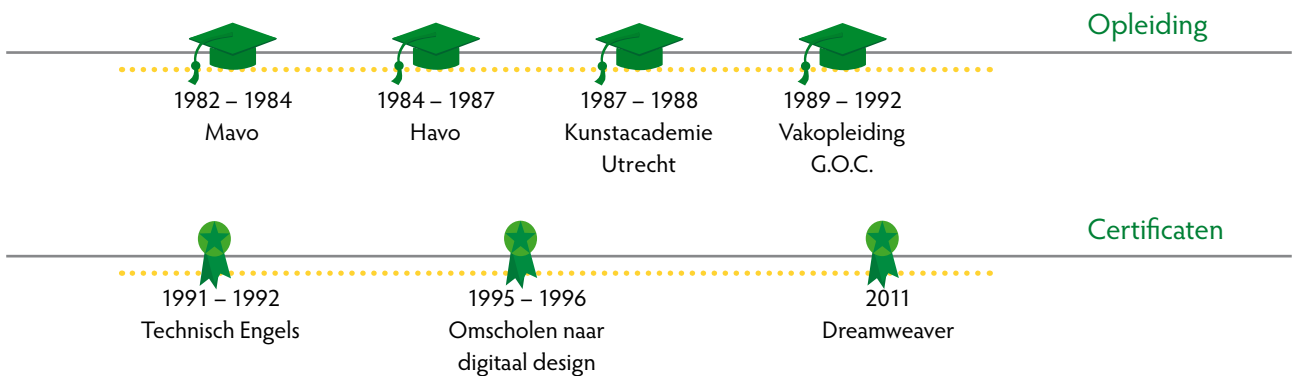 Opleiding
1982 – 1984
Mavo
1984 – 1987
Havo
1987 – 1988
Kunstacademie
Utrecht
1989 – 1992
Vakopleiding
G.O.C.
Certificaten
1991 – 1992
Technisch Engels
1995 – 1996
Omscholen naar
digitaal design
2011
Dreamweaver